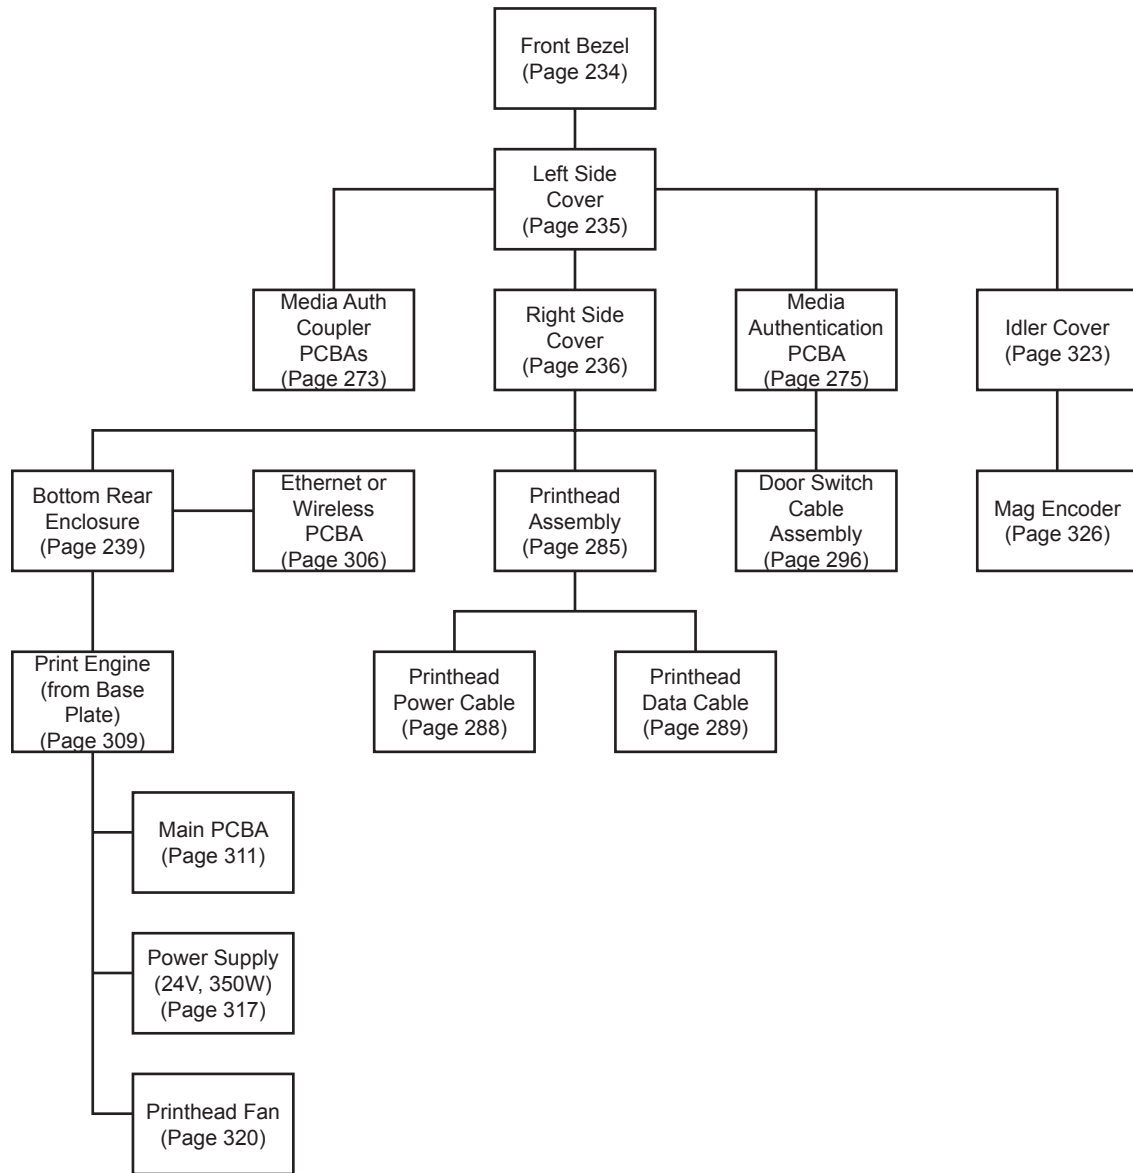 Front Bezel
(Page 234)
Left Side
Cover
(Page 235)
Media Auth
Coupler
PCBAs
(Page 273)
Right Side
Cover
(Page 236)
Media
Authentication
PCBA
(Page 275)
Idler Cover
(Page 323)
Bottom Rear
Enclosure
(Page 239)
Ethernet or
Wireless
PCBA
(Page 306)
Printhead
Assembly
(Page 285)
Door Switch
Cable
Assembly
(Page 296)
Mag Encoder
(Page 326)
Print Engine
(from Base
Plate)
(Page 309)
Printhead
Power Cable
(Page 288)
Printhead
Data Cable
(Page 289)
Main PCBA
(Page 311)
Power Supply
(24V, 350W)
(Page 317)
Printhead Fan
(Page 320)